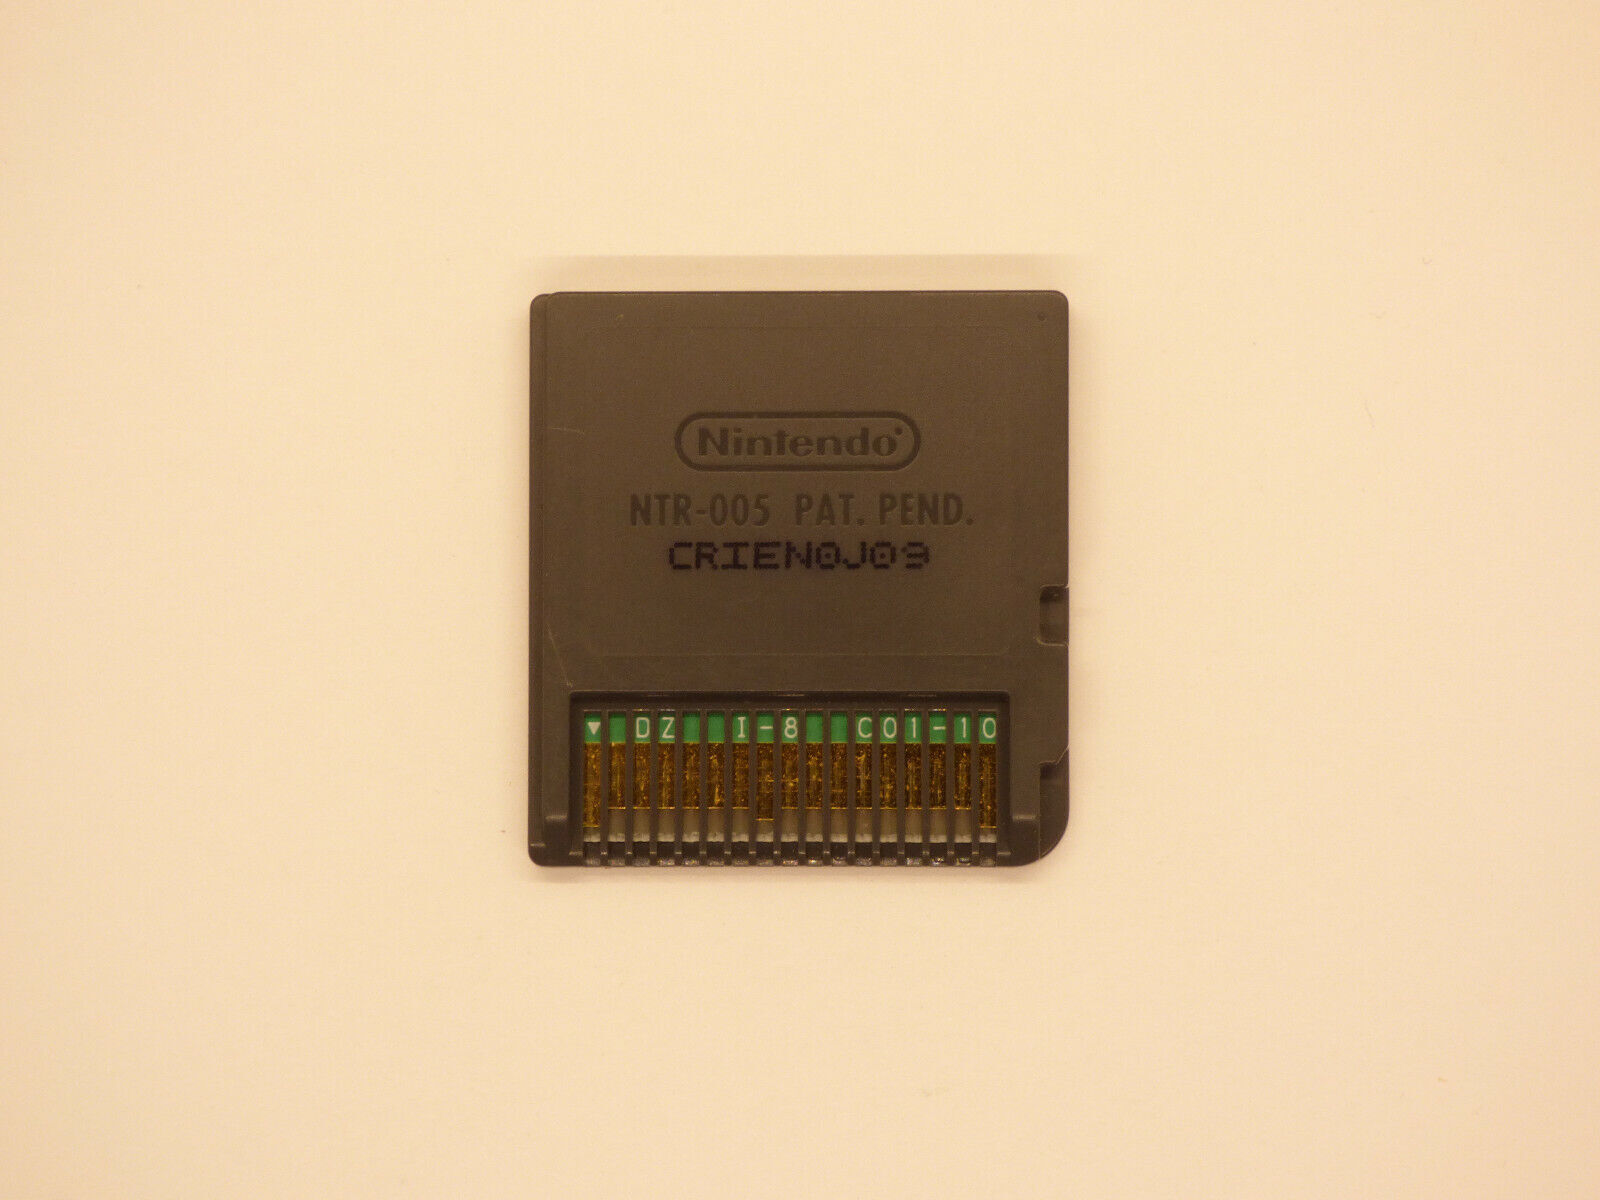 Nintendo
NTR-005 PAT. PEND.
CRIEN0J09
▼ DZ I-8 C01-10